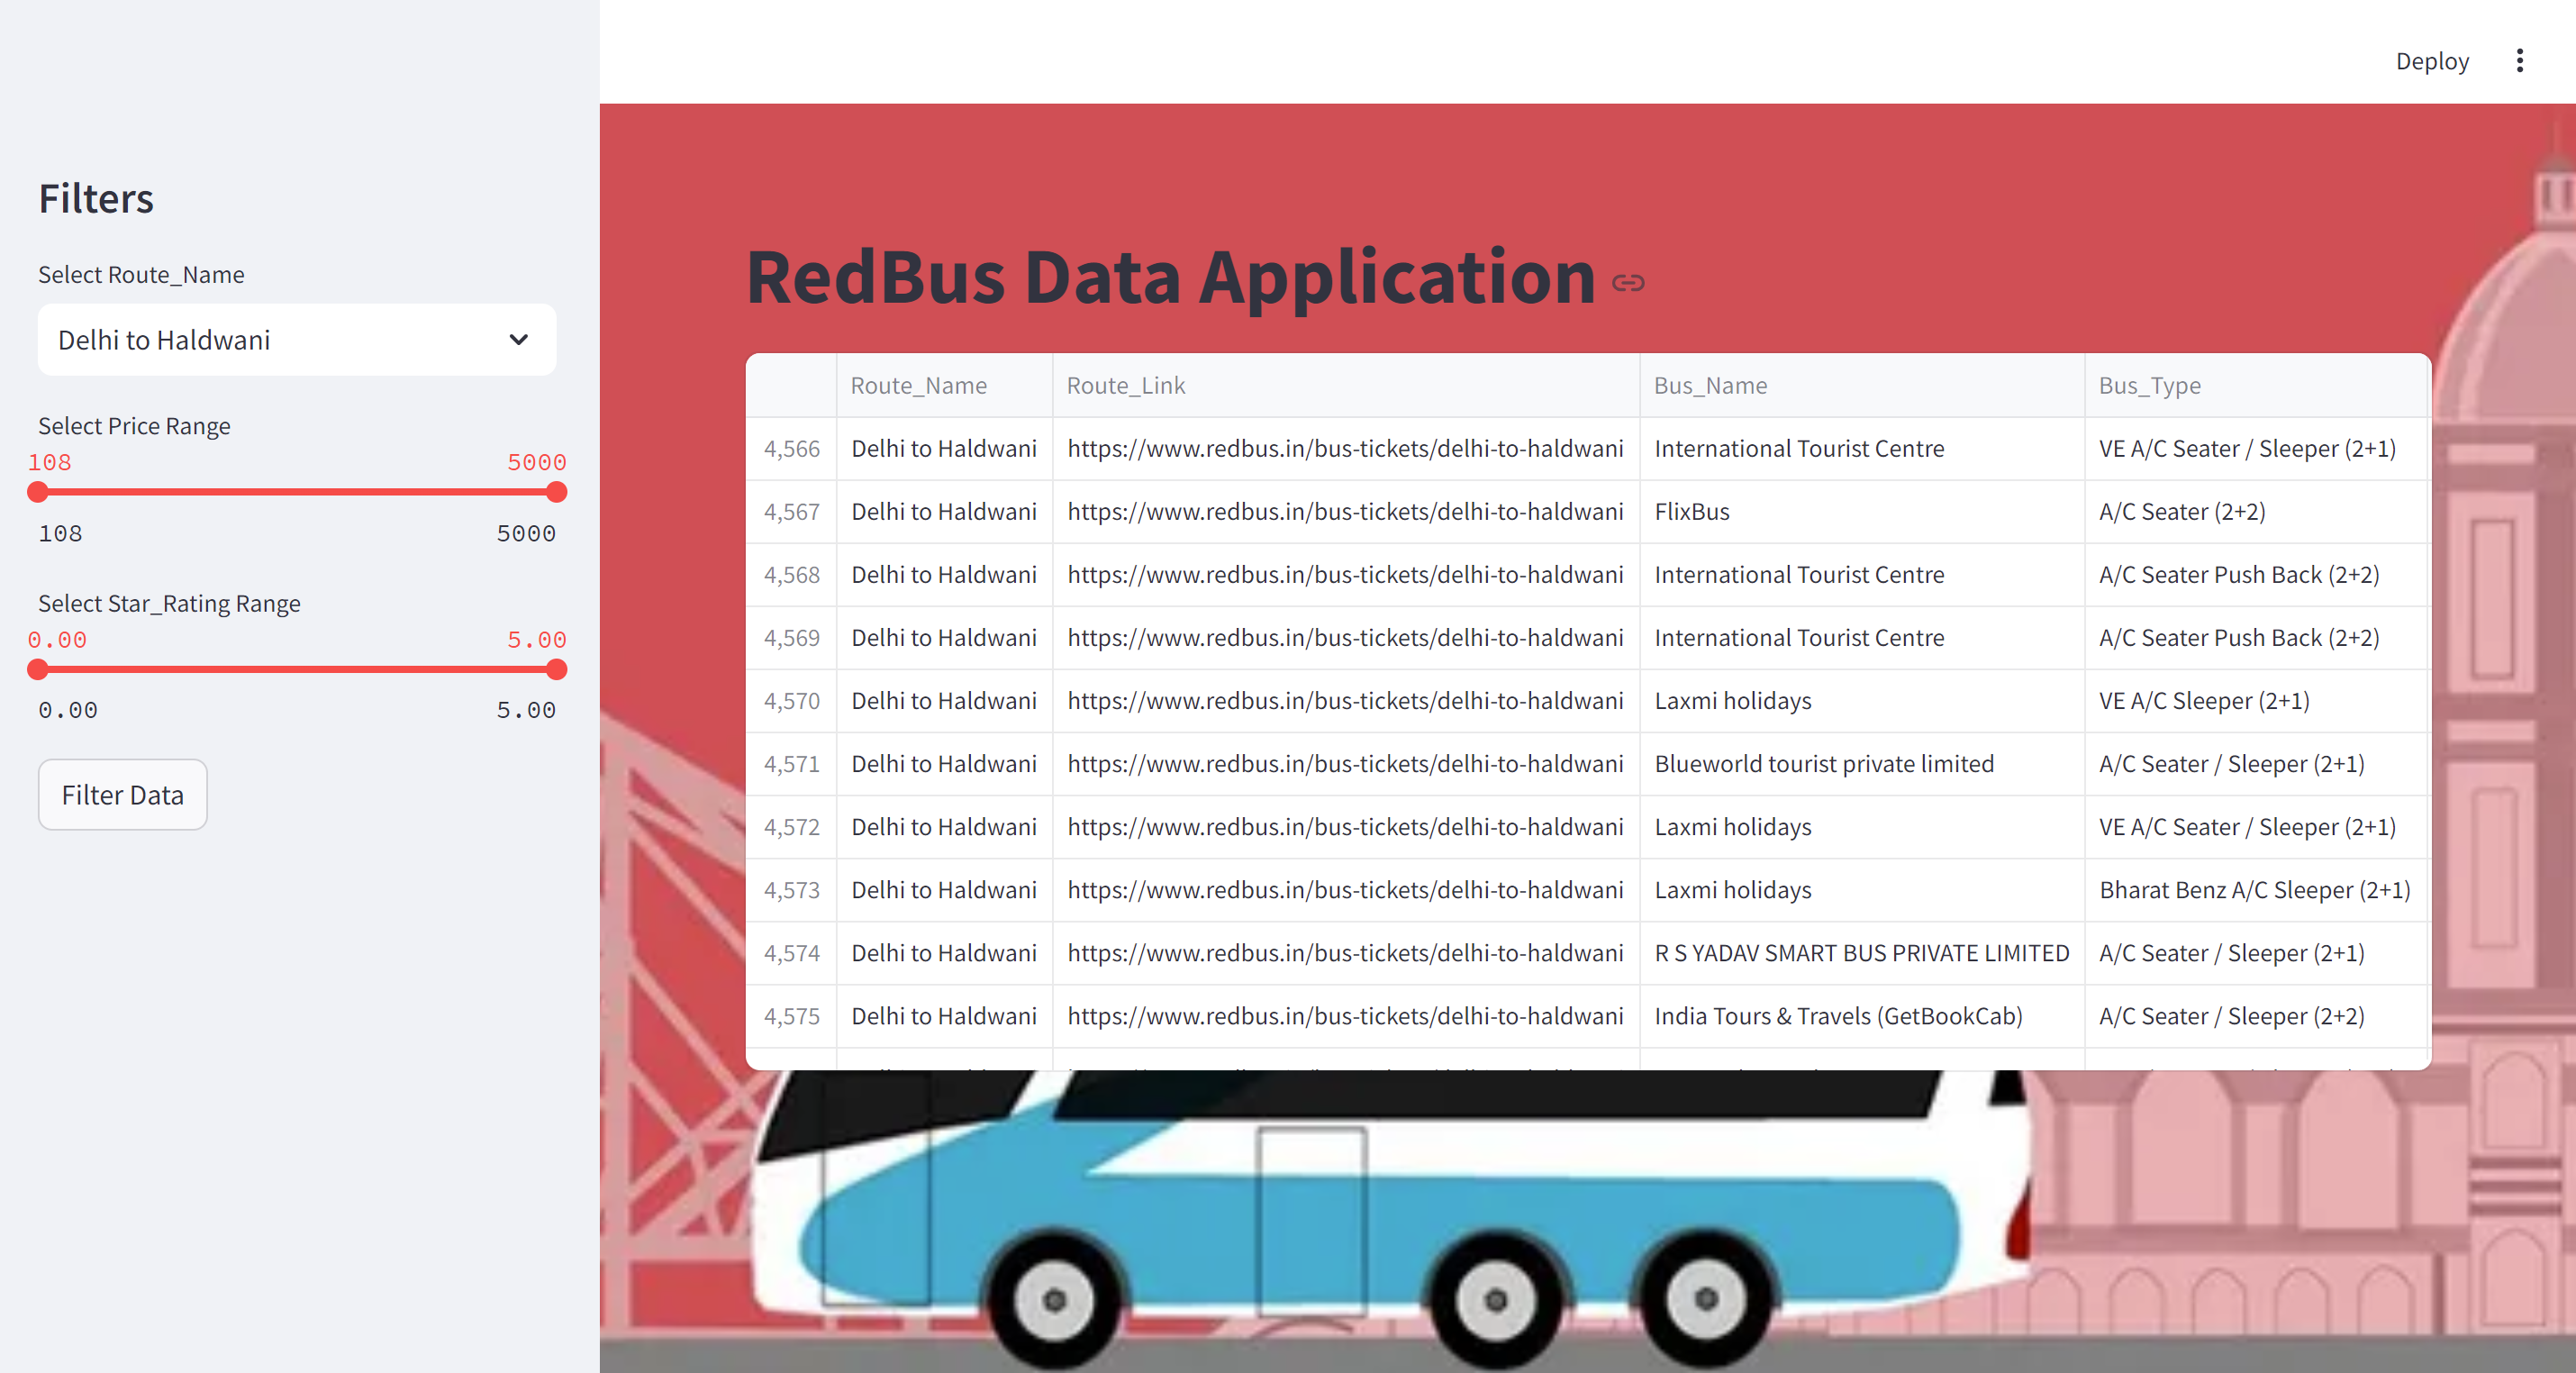 Deploy
Filters
Select Route_Name
Delhi to Haldwani
Select Price Range
108 5000
108 5000
Select Star_Rating Range
0.00 5.00
0.00 5.00
Filter Data
RedBus Data Application
Route_Name Route_Link Bus_Name Bus_Type
4,566 Delhi to Haldwani https://www.redbus.in/bus-tickets/delhi-to-haldwani International Tourist Centre VE A/C Seater / Sleeper (2+1)
4,567 Delhi to Haldwani https://www.redbus.in/bus-tickets/delhi-to-haldwani FlixBus A/C Seater (2+2)
4,568 Delhi to Haldwani https://www.redbus.in/bus-tickets/delhi-to-haldwani International Tourist Centre A/C Seater Push Back (2+2)
4,569 Delhi to Haldwani https://www.redbus.in/bus-tickets/delhi-to-haldwani International Tourist Centre A/C Seater Push Back (2+2)
4,570 Delhi to Haldwani https://www.redbus.in/bus-tickets/delhi-to-haldwani Laxmi holidays VE A/C Sleeper (2+1)
4,571 Delhi to Haldwani https://www.redbus.in/bus-tickets/delhi-to-haldwani Blueworld tourist private limited A/C Seater / Sleeper (2+1)
4,572 Delhi to Haldwani https://www.redbus.in/bus-tickets/delhi-to-haldwani Laxmi holidays VE A/C Seater / Sleeper (2+1)
4,573 Delhi to Haldwani https://www.redbus.in/bus-tickets/delhi-to-haldwani Laxmi holidays Bharat Benz A/C Sleeper (2+1)
4,574 Delhi to Haldwani https://www.redbus.in/bus-tickets/delhi-to-haldwani R S YADAV SMART BUS PRIVATE LIMITED A/C Seater / Sleeper (2+1)
4,575 Delhi to Haldwani https://www.redbus.in/bus-tickets/delhi-to-haldwani India Tours & Travels (GetBookCab) A/C Seater / Sleeper (2+2)